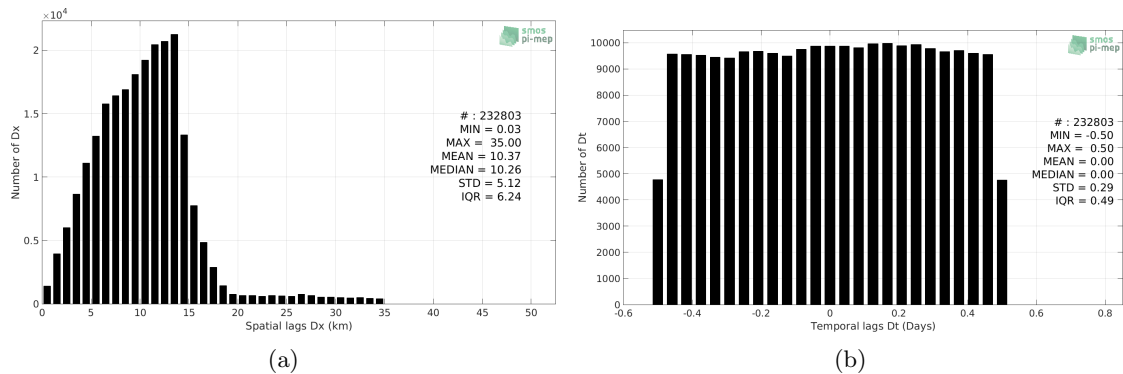 ×10⁴
2
1.5
1
0.5
0
Number of Dx
0 5 10 15 20 25 30 35 40 45 50
Spatial lags Dx (km)
smos
pi-mep
# : 232803
MIN = 0.03
MAX = 35.00
MEAN = 10.37
MEDIAN = 10.26
STD = 5.12
IQR = 6.24
(a)
10000
9000
8000
7000
6000
5000
4000
3000
2000
1000
0
Number of Dt
-0.6 -0.4 -0.2 0 0.2 0.4 0.6 0.8
Temporal lags Dt (Days)
smos
pi-mep
# : 232803
MIN = -0.50
MAX = 0.50
MEAN = 0.00
MEDIAN = 0.00
STD = 0.29
IQR = 0.49
(b)